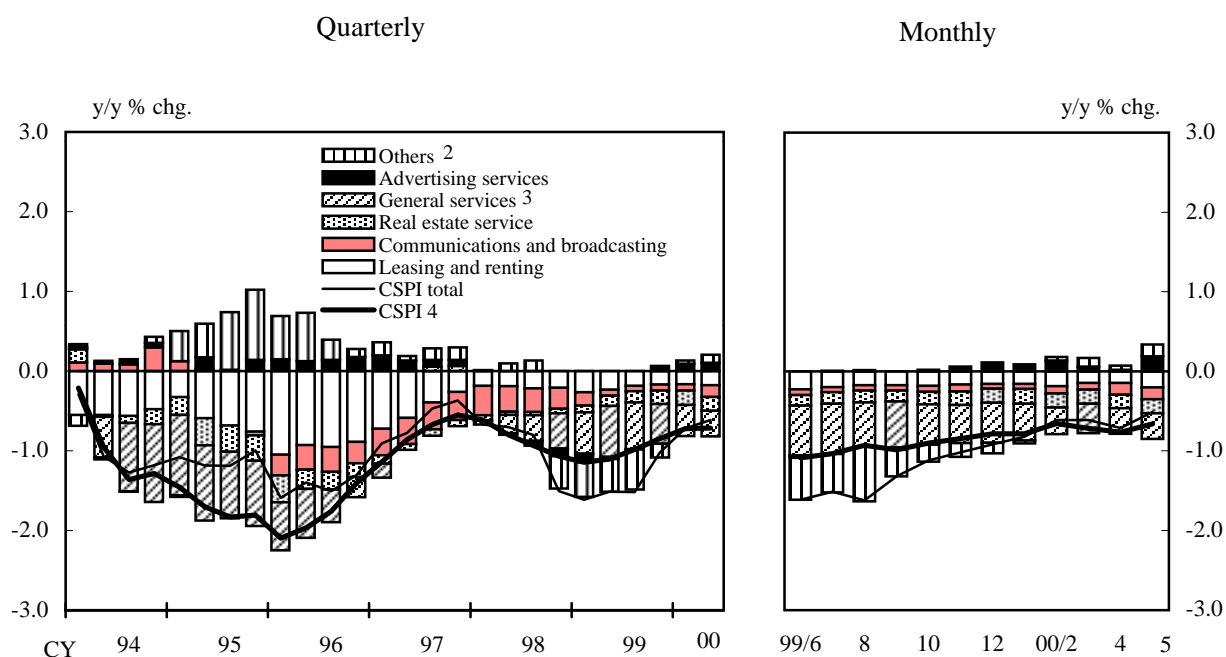 Quarterly
Monthly
y/y % chg.
y/y % chg.
3.0
2.0
1.0
0.0
-1.0
-2.0
-3.0
Others 2
Advertising services
General services 3
Real estate service
Communications and broadcasting
Leasing and renting
CSPI total
CSPI 4
3.0
2.0
1.0
0.0
-1.0
-2.0
-3.0
CY 94 95 96 97 98 99 00
99/6 8 10 12 00/2 4 5